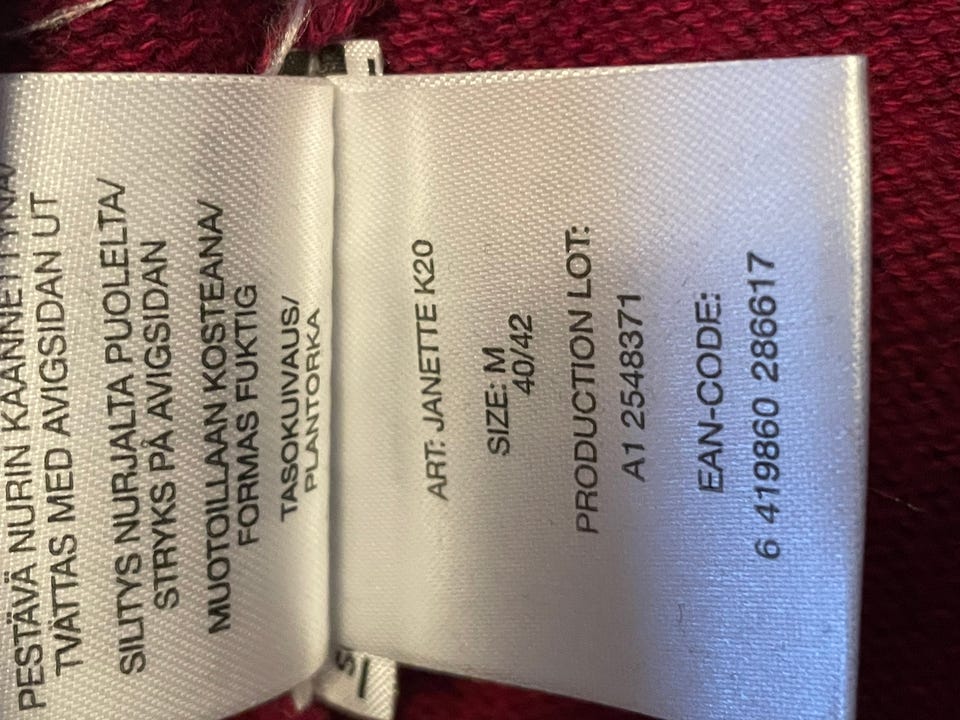 PESTÄVÄ NURIN KÄÄNNETTYNÄ/
TVÄTTAS MED AVIGSIDAN UT
SILITYS NURJALTA PUOLELTA/
STRYKS PÅ AVIGSIDAN
MUOTOILLAAN KOSTEANA/
FORMAS FUKTIG
TASOKUIVAUS/
PLANTORKA
ART: JANETTE K20
SIZE: M
40/42
PRODUCTION LOT:
A1 2548371
EAN-CODE:
6 419860 286617